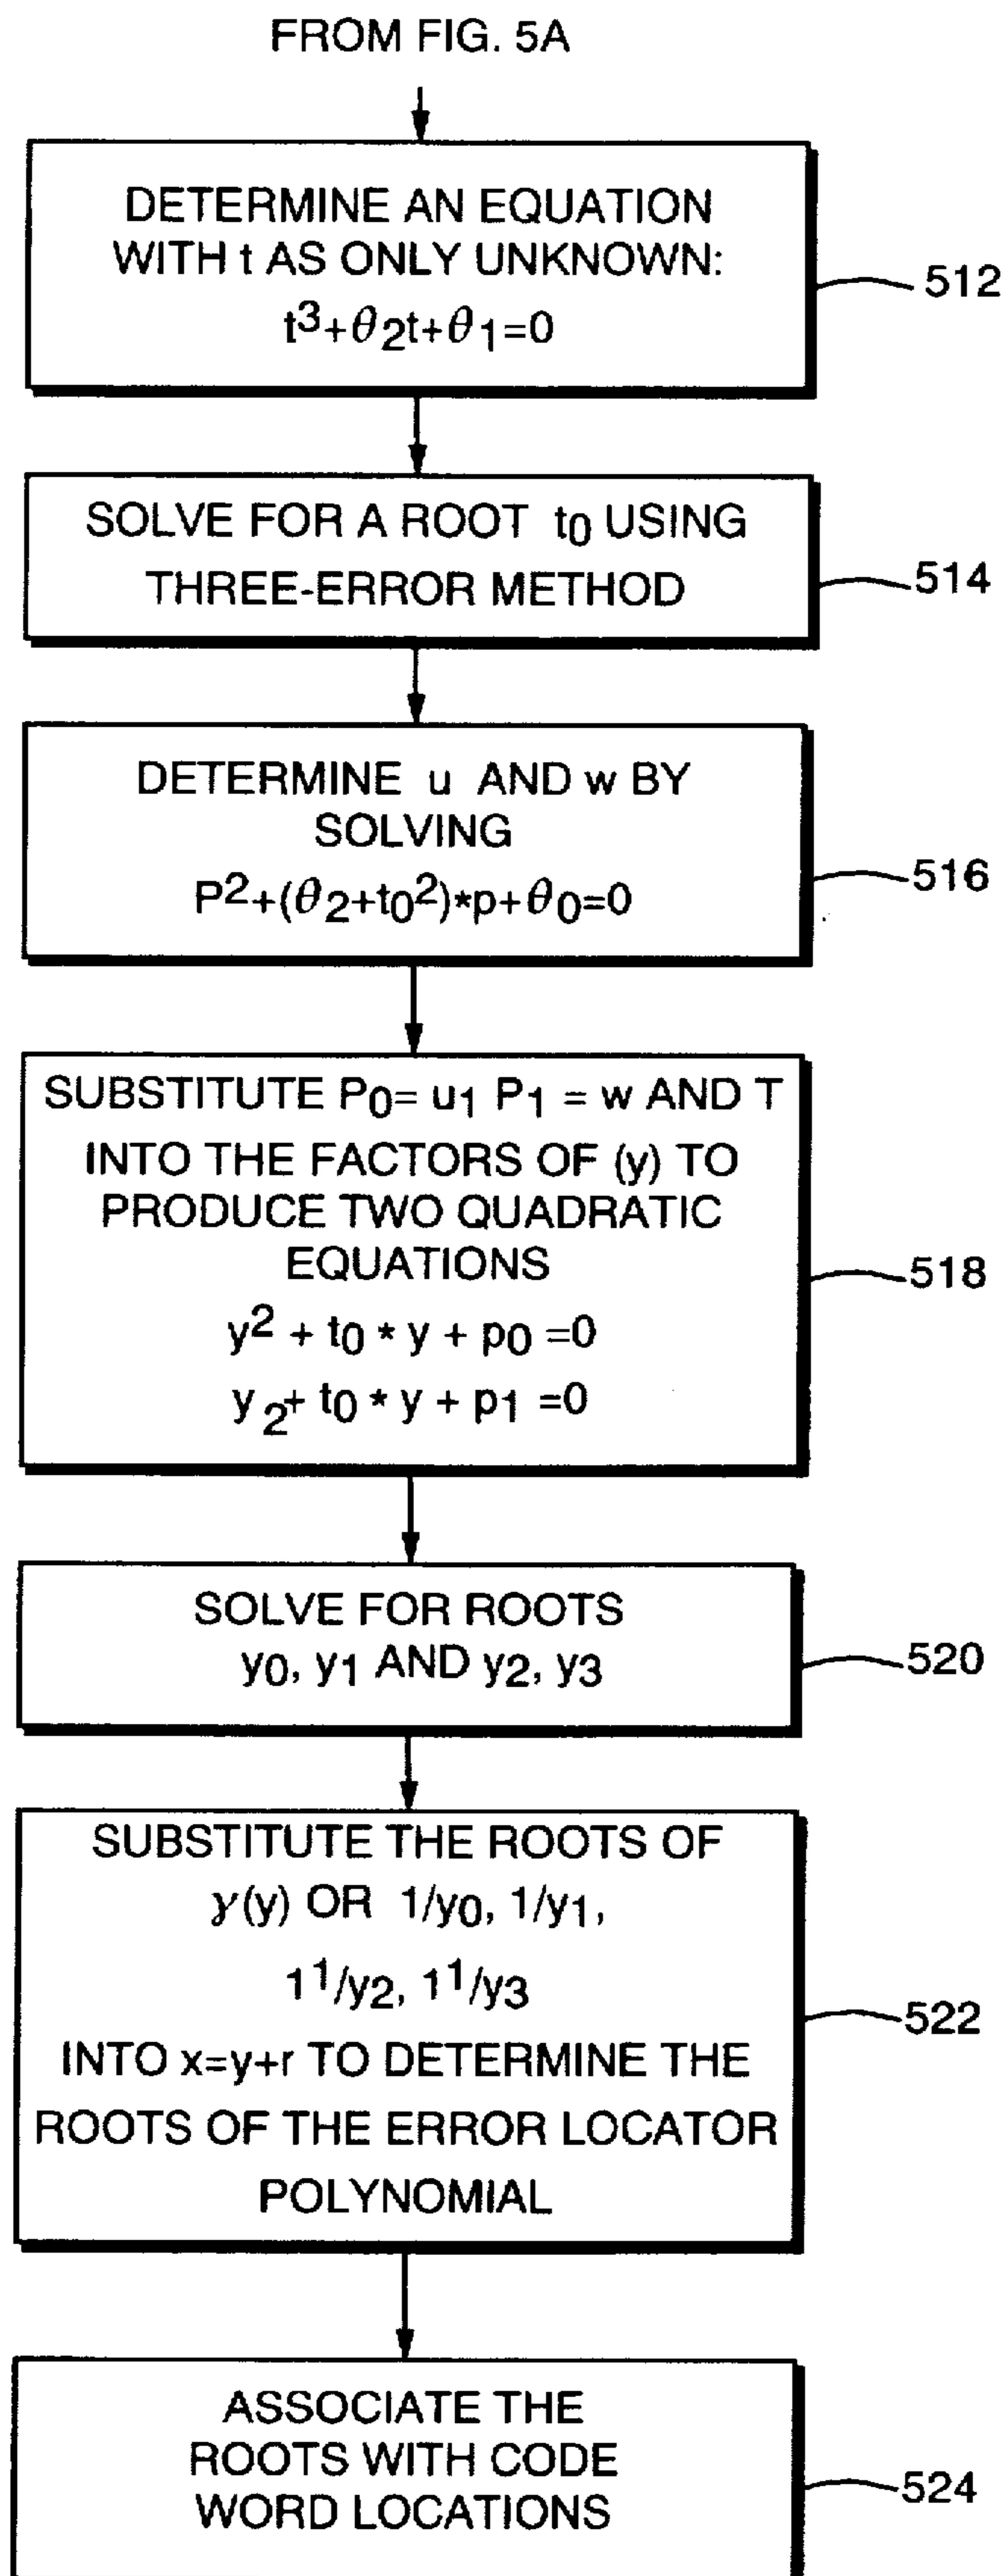 FROM FIG. 5A
DETERMINE AN EQUATION
WITH t AS ONLY UNKNOWN:
t³+θ₂t+θ₁=0
512
SOLVE FOR A ROOT t₀ USING
THREE-ERROR METHOD
514
DETERMINE u AND w BY
SOLVING
P²+(θ₂+t₀²)*p+θ₀=0
516
SUBSTITUTE P₀= u₁ P₁ = w AND T
INTO THE FACTORS OF (y) TO
PRODUCE TWO QUADRATIC
EQUATIONS
y² + t₀ * y + p₀ =0
y ₂+ t₀ * y + p₁ =0
518
SOLVE FOR ROOTS
y₀, y₁ AND y₂, y₃
520
SUBSTITUTE THE ROOTS OF
γ(y) OR 1/y₀, 1/y₁,
1¹/y₂, 1¹/y₃
INTO x=y+r TO DETERMINE THE
ROOTS OF THE ERROR LOCATOR
POLYNOMIAL
522
ASSOCIATE THE
ROOTS WITH CODE
WORD LOCATIONS
524